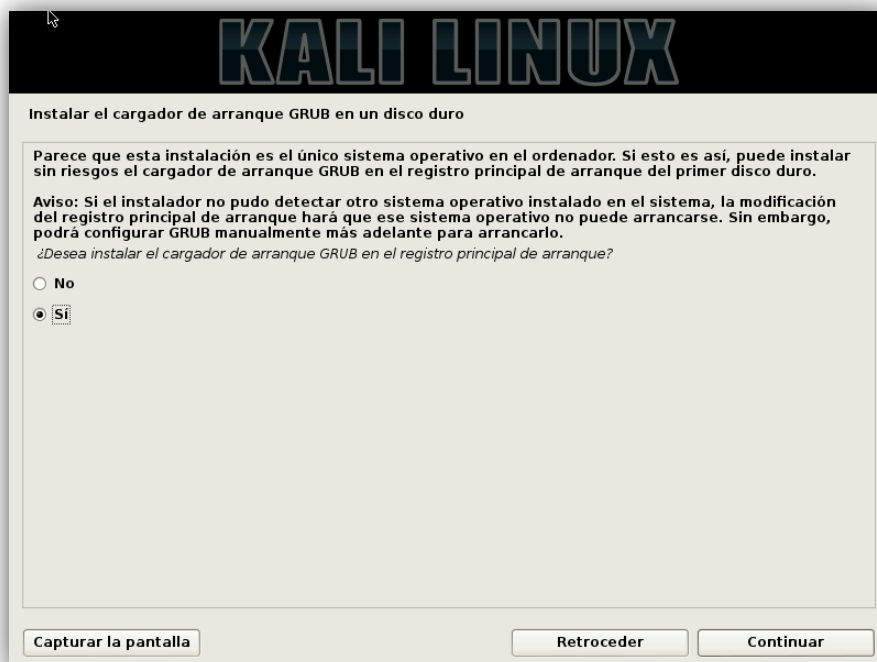 KALI LINUX
Instalar el cargador de arranque GRUB en un disco duro
Parece que esta instalación es el único sistema operativo en el ordenador. Si esto es así, puede instalar
sin riesgos el cargador de arranque GRUB en el registro principal de arranque del primer disco duro.
Aviso: Si el instalador no pudo detectar otro sistema operativo instalado en el sistema, la modificación
del registro principal de arranque hará que ese sistema operativo no puede arrancarse. Sin embargo,
podrá configurar GRUB manualmente más adelante para arrancarlo.
¿Desea instalar el cargador de arranque GRUB en el registro principal de arranque?
No
Sí
Capturar la pantalla
Retroceder
Continuar